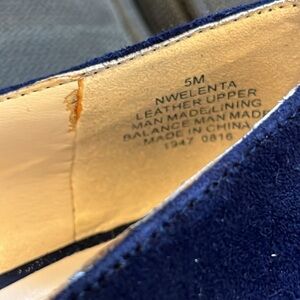 5M
NWELENTA
LEATHER UPPER
MAN MADE/LINING
BALANCE MAN MADE
MADE IN CHINA
1947 0816